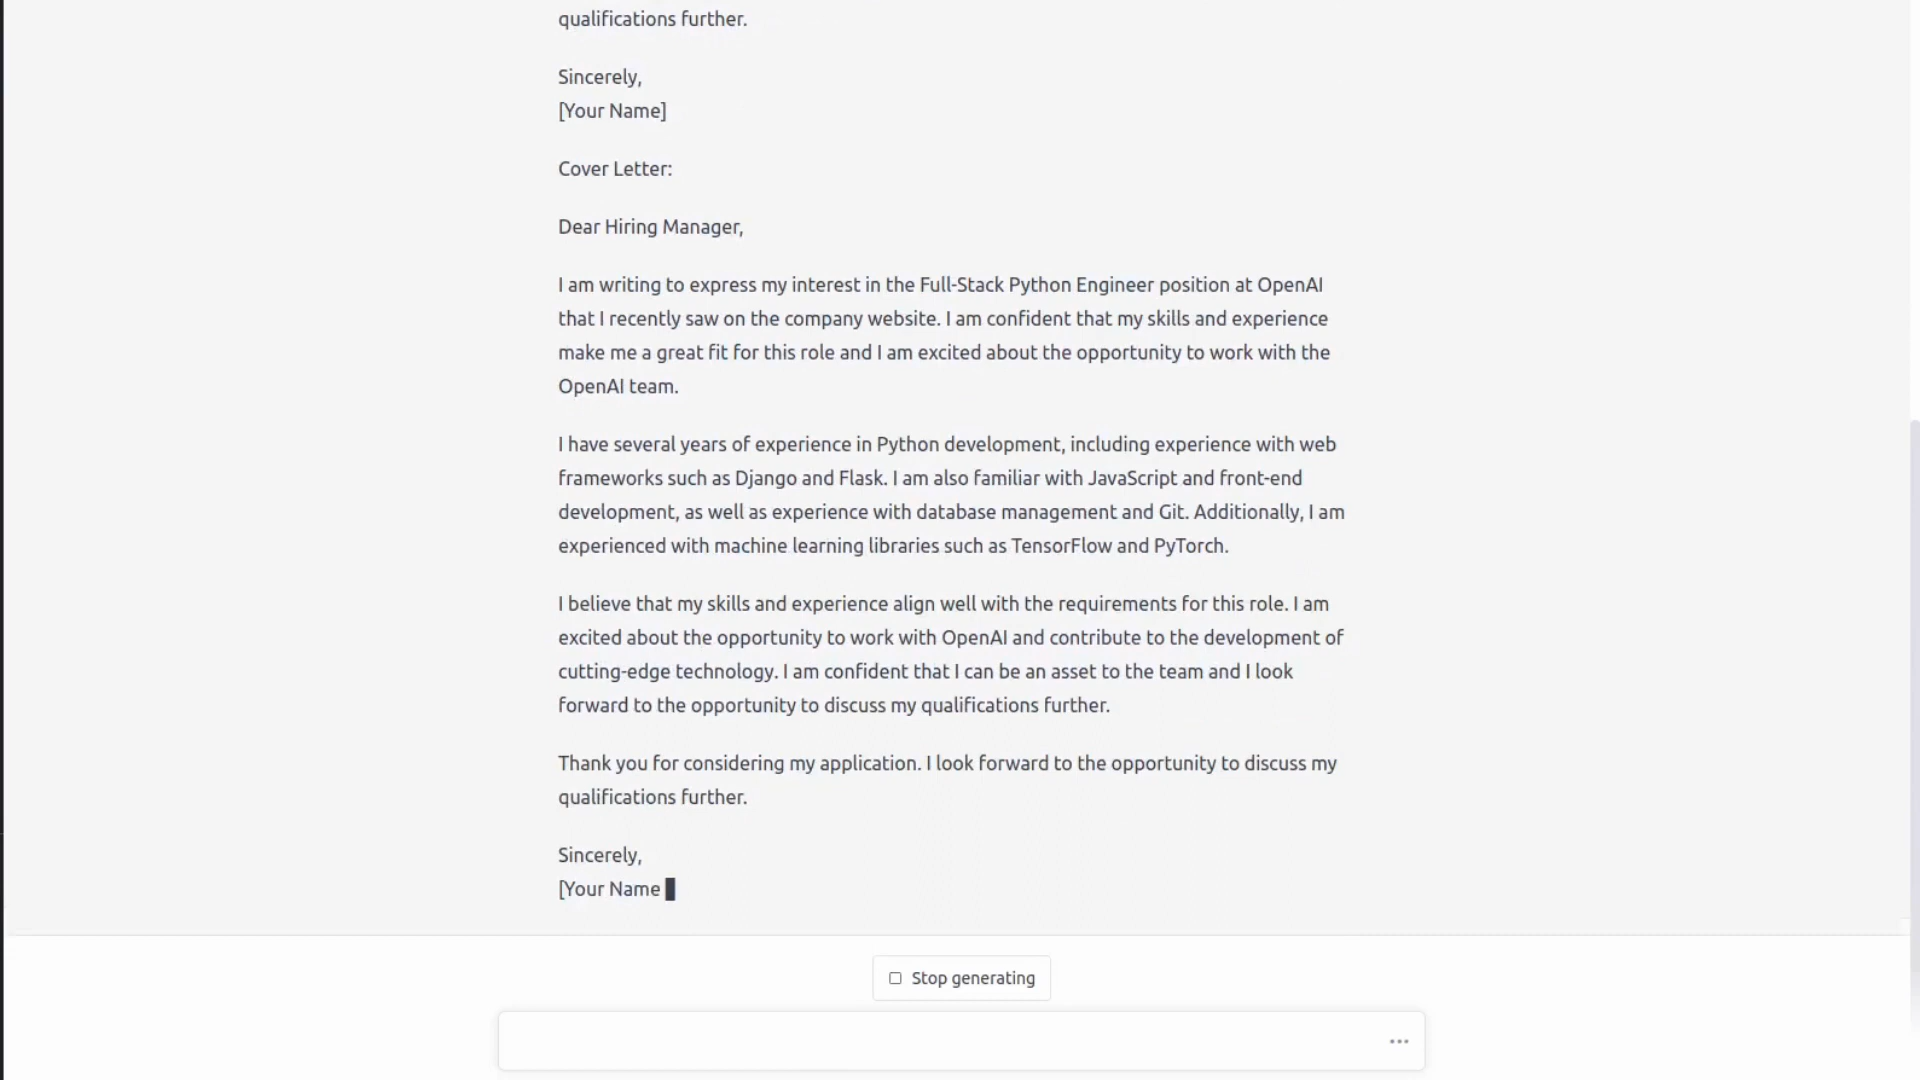 qualifications further.
Sincerely,
[Your Name]
Cover Letter:
Dear Hiring Manager,
I am writing to express my interest in the Full-Stack Python Engineer position at OpenAI
that I recently saw on the company website. I am confident that my skills and experience
make me a great fit for this role and I am excited about the opportunity to work with the
OpenAI team.
I have several years of experience in Python development, including experience with web
frameworks such as Django and Flask. I am also familiar with JavaScript and front-end
development, as well as experience with database management and Git. Additionally, I am
experienced with machine learning libraries such as TensorFlow and PyTorch.
I believe that my skills and experience align well with the requirements for this role. I am
excited about the opportunity to work with OpenAI and contribute to the development of
cutting-edge technology. I am confident that I can be an asset to the team and I look
forward to the opportunity to discuss my qualifications further.
Thank you for considering my application. I look forward to the opportunity to discuss my
qualifications further.
Sincerely,
[Your Name
Stop generating